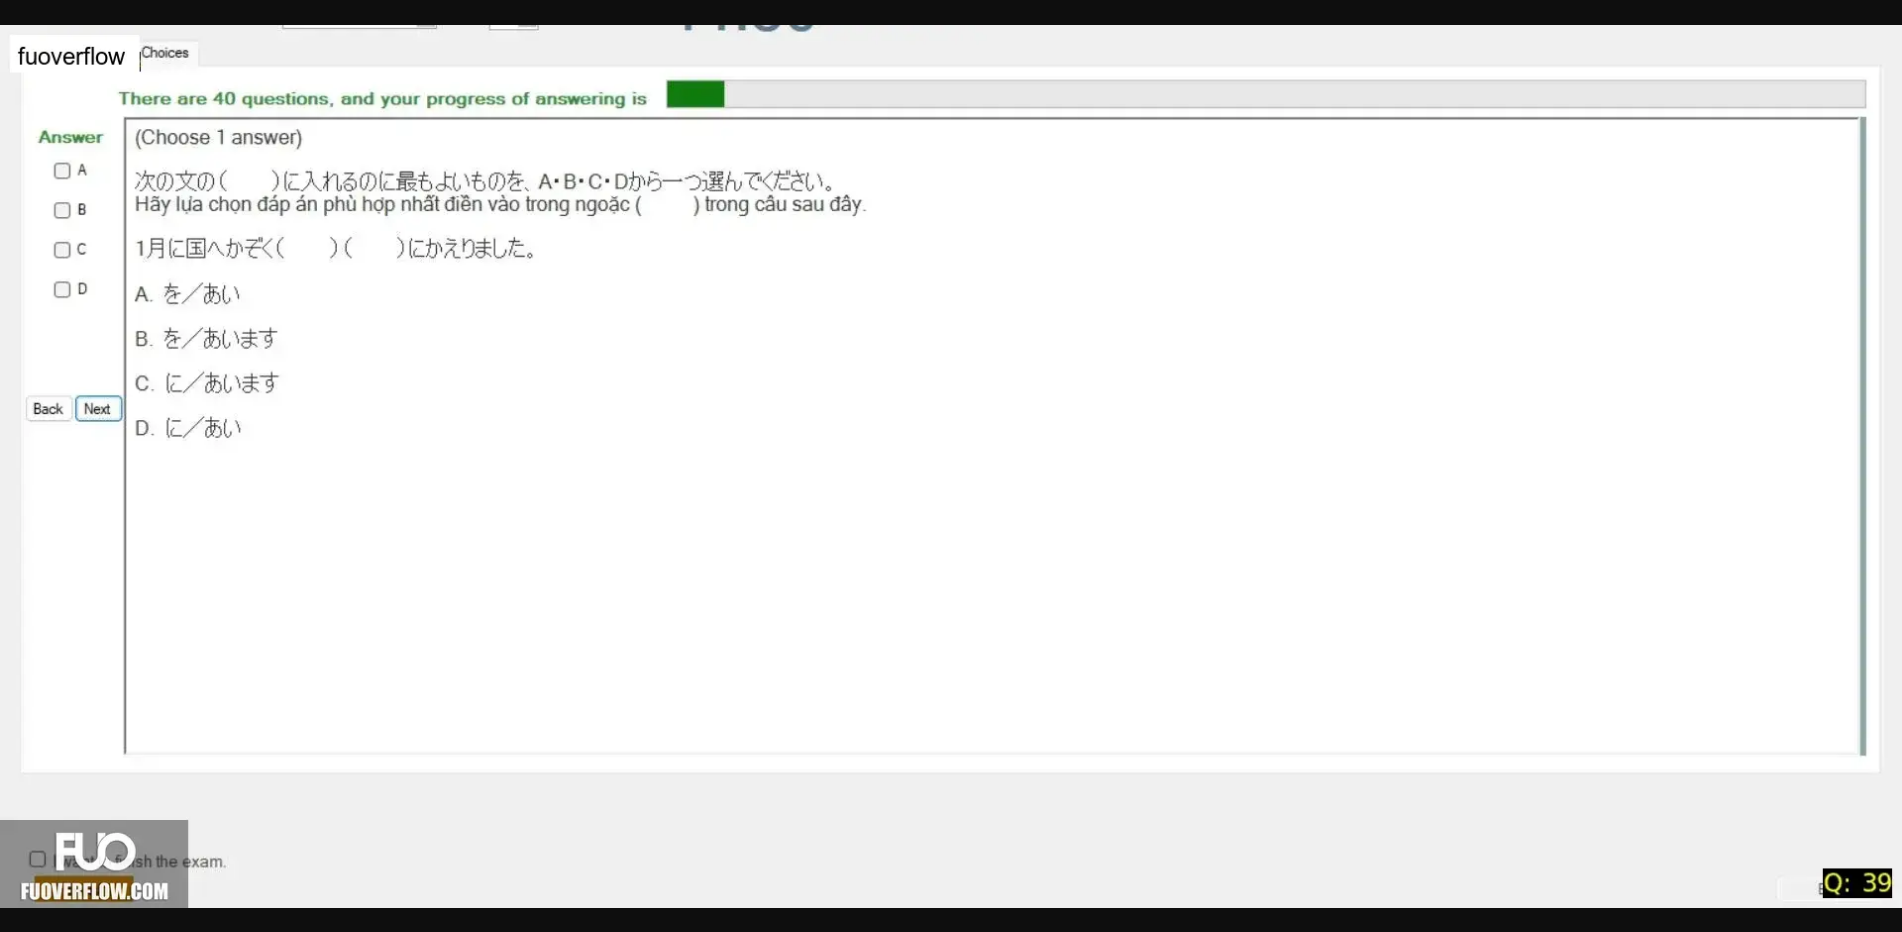 fuoverflow
Choices
There are 40 questions, and your progress of answering is
Answer
A
B
C
D
Back
Next
(Choose 1 answer)
次の文の(　　)に入れるのに最もよいものを、A・B・C・Dから一つ選んでください。
Hãy lựa chọn đáp án phù hợp nhất điền vào trong ngoặc (　　) trong câu sau đây.
1月に国へかぞく(　　)(　　)にかえりました。
A. を／あい
B. を／あいます
C. に／あいます
D. に／あい
FUO
the exam.
FUOVERFLOW.COM
Q: 39